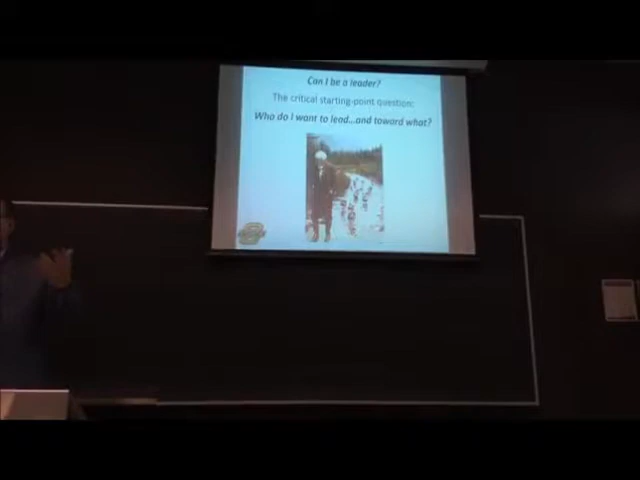 Can I be a leader?
The critical starting-point question:
Who do I want to lead...and toward what?